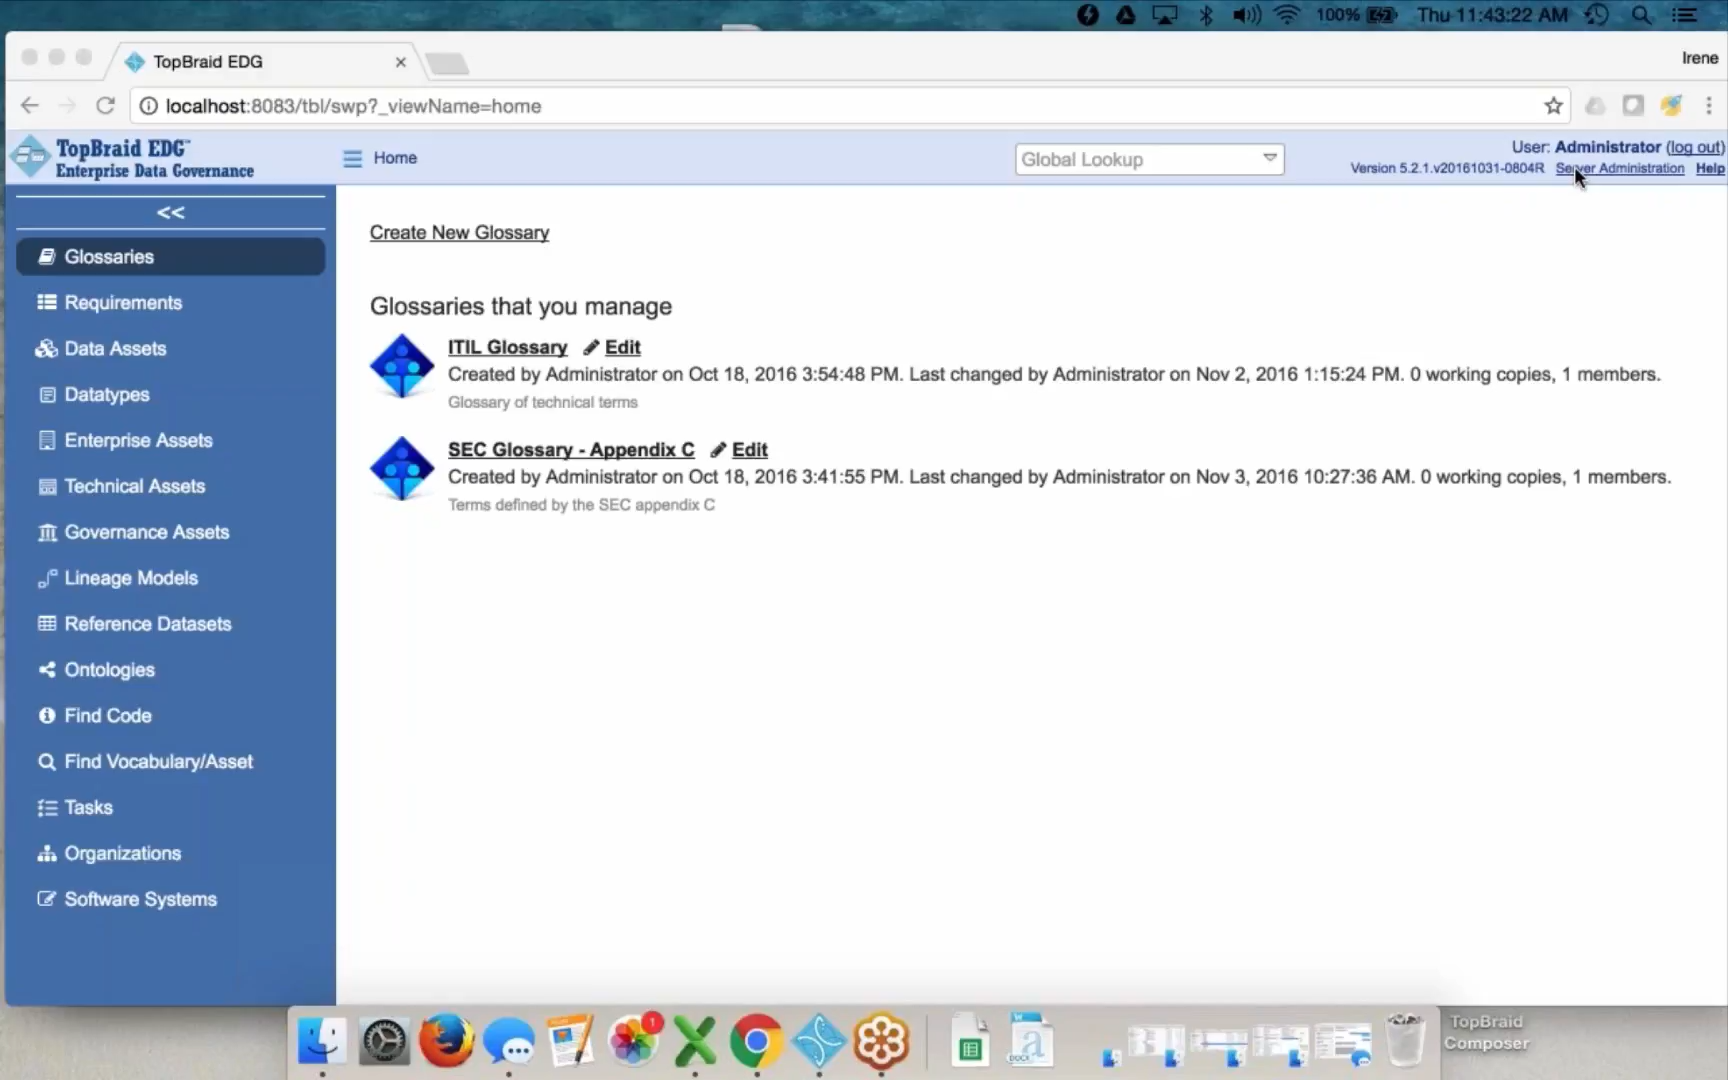 100% Thu 11:43:22 AM
TopBraid EDG
Irene
localhost:8083/tbl/swp?_viewName=home
TopBraid EDG™
Enterprise Data Governance
Home
Global Lookup
User: Administrator (log out)
Version 5.2.1.v20161031-0804R Server Administration Help
<<
Glossaries
Requirements
Data Assets
Datatypes
Enterprise Assets
Technical Assets
Governance Assets
Lineage Models
Reference Datasets
Ontologies
Find Code
Find Vocabulary/Asset
Tasks
Organizations
Software Systems
Create New Glossary
Glossaries that you manage
ITIL Glossary Edit
Created by Administrator on Oct 18, 2016 3:54:48 PM. Last changed by Administrator on Nov 2, 2016 1:15:24 PM. 0 working copies, 1 members.
Glossary of technical terms
SEC Glossary - Appendix C Edit
Created by Administrator on Oct 18, 2016 3:41:55 PM. Last changed by Administrator on Nov 3, 2016 10:27:36 AM. 0 working copies, 1 members.
Terms defined by the SEC appendix C
1
DOCX
TopBraid
Composer